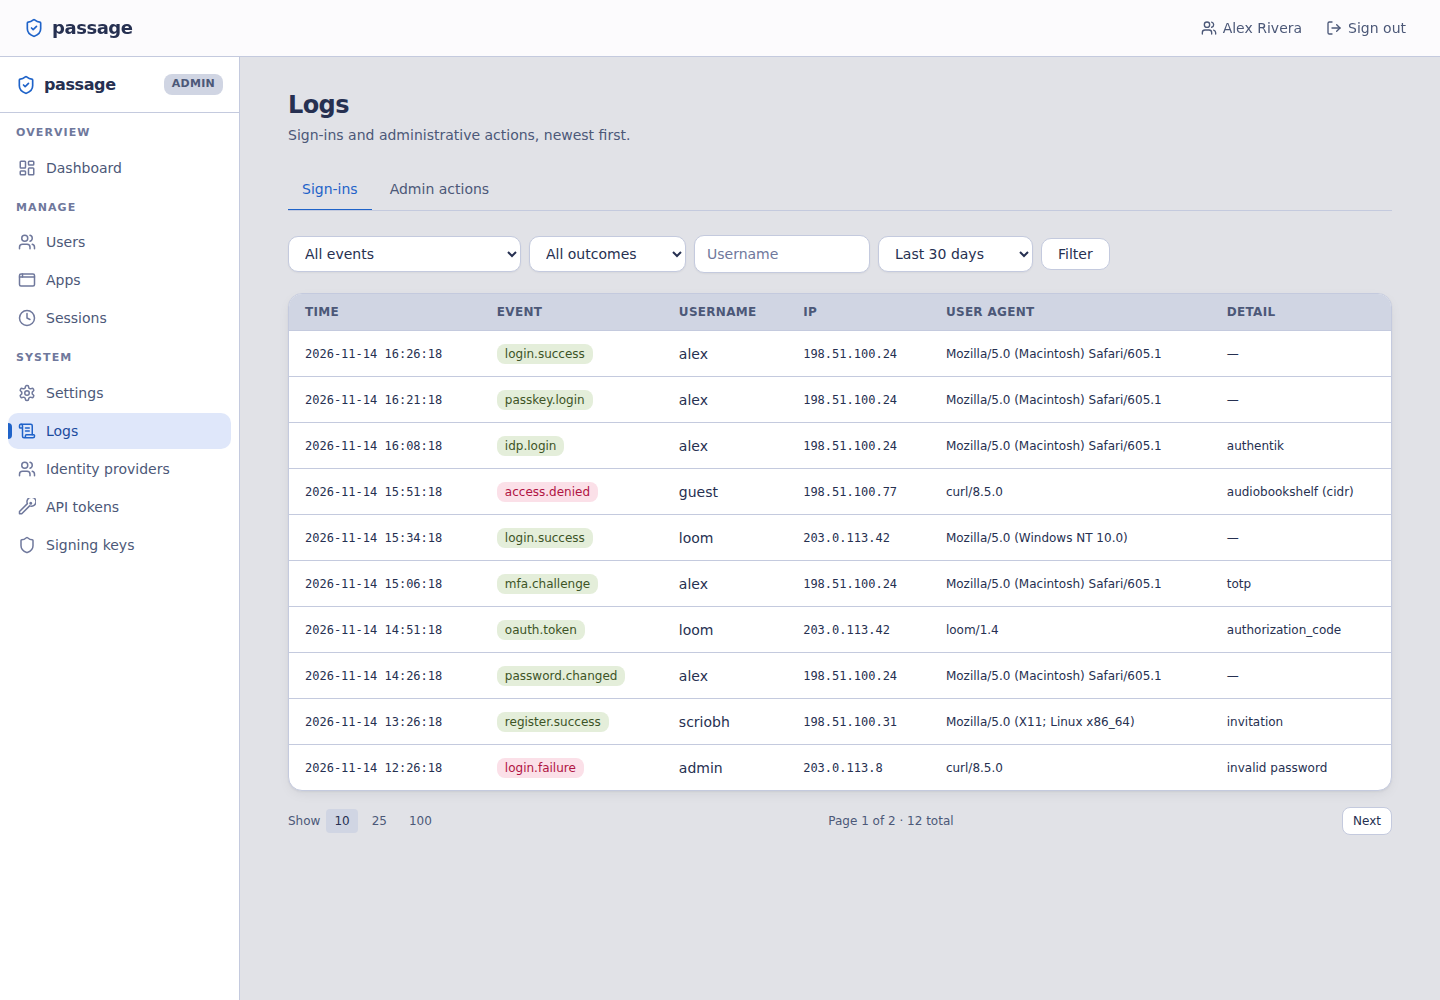 passage
Alex Rivera
Sign out
passage
ADMIN
OVERVIEW
Dashboard
MANAGE
Users
Apps
Sessions
SYSTEM
Settings
Logs
Identity providers
API tokens
Signing keys
Logs
Sign-ins and administrative actions, newest first.
Sign-ins Admin actions
All events All outcomes Username Last 30 days Filter
TIME EVENT USERNAME IP USER AGENT DETAIL
2026-11-14 16:26:18 login.success alex 198.51.100.24 Mozilla/5.0 (Macintosh) Safari/605.1 —
2026-11-14 16:21:18 passkey.login alex 198.51.100.24 Mozilla/5.0 (Macintosh) Safari/605.1 —
2026-11-14 16:08:18 idp.login alex 198.51.100.24 Mozilla/5.0 (Macintosh) Safari/605.1 authentik
2026-11-14 15:51:18 access.denied guest 198.51.100.77 curl/8.5.0 audiobookshelf (cidr)
2026-11-14 15:34:18 login.success loom 203.0.113.42 Mozilla/5.0 (Windows NT 10.0) —
2026-11-14 15:06:18 mfa.challenge alex 198.51.100.24 Mozilla/5.0 (Macintosh) Safari/605.1 totp
2026-11-14 14:51:18 oauth.token loom 203.0.113.42 loom/1.4 authorization_code
2026-11-14 14:26:18 password.changed alex 198.51.100.24 Mozilla/5.0 (Macintosh) Safari/605.1 —
2026-11-14 13:26:18 register.success scriobh 198.51.100.31 Mozilla/5.0 (X11; Linux x86_64) invitation
2026-11-14 12:26:18 login.failure admin 203.0.113.8 curl/8.5.0 invalid password
Show 10 25 100 Page 1 of 2 · 12 total Next